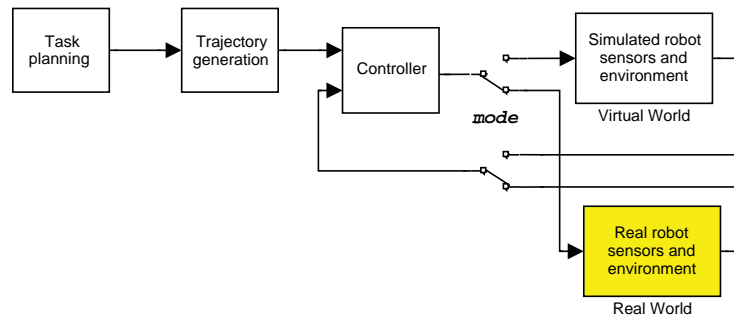 Task
planning
Trajectory
generation
Controller
mode
Simulated robot
sensors and
environment
Virtual World
Real robot
sensors and
environment
Real World